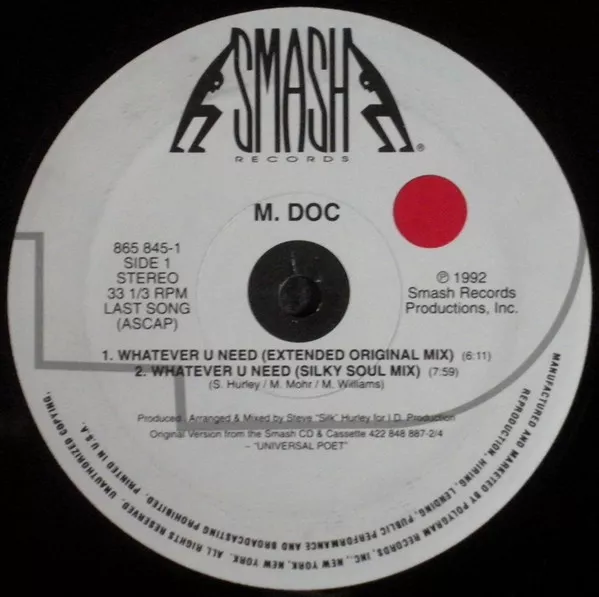 SMASH
RECORDS
®
M. DOC
865 845-1
SIDE 1
STEREO
33 1/3 RPM
LAST SONG
(ASCAP)
℗ 1992
Smash Records
Productions, Inc.
1. WHATEVER U NEED (EXTENDED ORIGINAL MIX) (6:11)
2. WHATEVER U NEED (SILKY SOUL MIX) (7:59)
(S. Hurley / M. Mohr / M. Williams)
Produced, Arranged & Mixed by Steve "Silk" Hurley for I.D. Production
Original Version from the Smash CD & Cassette 422 848 887-2/4
– "UNIVERSAL POET"
MANUFACTURED AND MARKETED BY POLYGRAM RECORDS, INC., NEW YORK, NEW YORK. ALL RIGHTS RESERVED. UNAUTHORIZED COPYING,
REPRODUCTION, HIRING, LENDING, PUBLIC PERFORMANCE AND BROADCASTING PROHIBITED. PRINTED IN U.S.A.